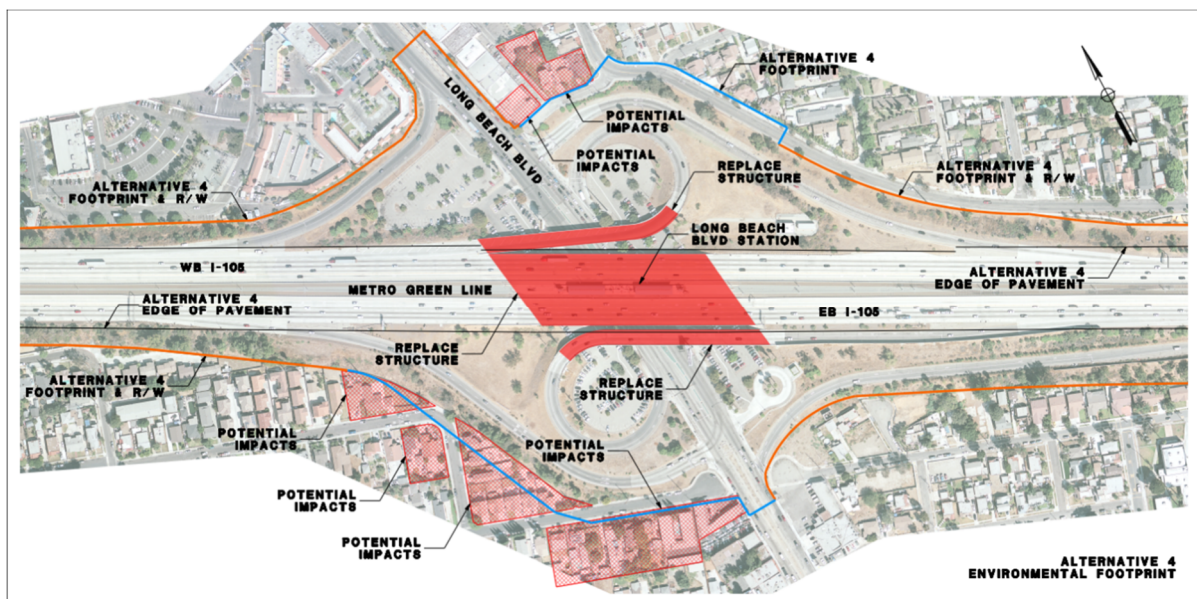 ALTERNATIVE 4
FOOTPRINT
LONG BEACH BLVD
POTENTIAL
IMPACTS
POTENTIAL
IMPACTS
REPLACE
STRUCTURE
ALTERNATIVE 4
FOOTPRINT & R/W
ALTERNATIVE 4
FOOTPRINT & R/W
LONG BEACH
BLVD STATION
WB I-105
ALTERNATIVE 4
EDGE OF PAVEMENT
METRO GREEN LINE
ALTERNATIVE 4
EDGE OF PAVEMENT
EB I-105
REPLACE
STRUCTURE
ALTERNATIVE 4
FOOTPRINT & R/W
REPLACE
STRUCTURE
POTENTIAL
IMPACTS
POTENTIAL
IMPACTS
POTENTIAL
IMPACTS
POTENTIAL
IMPACTS
ALTERNATIVE 4
ENVIRONMENTAL FOOTPRINT